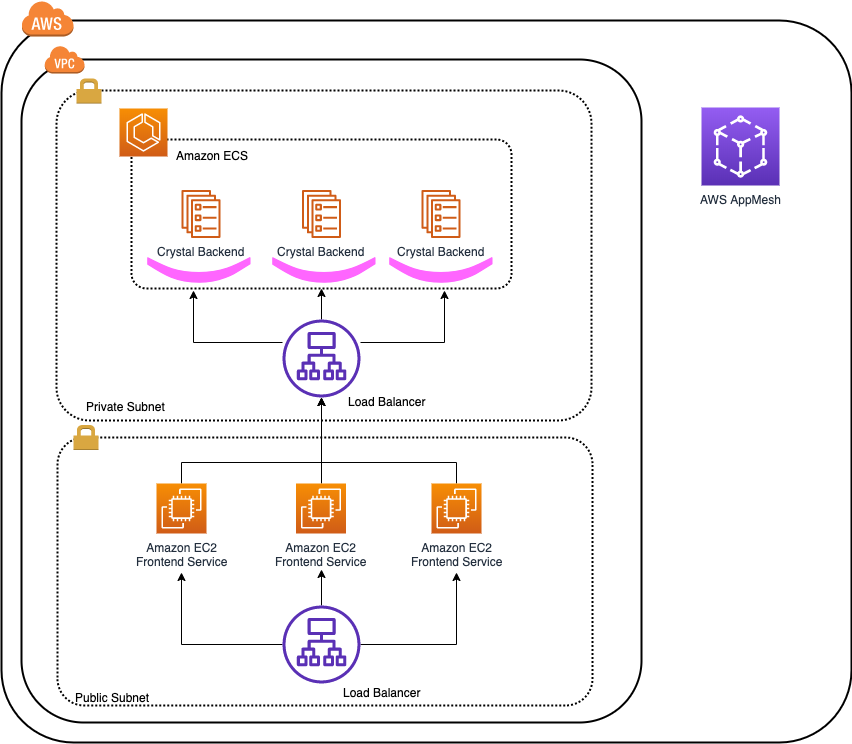 AWS
VPC
Amazon ECS
Crystal Backend
Crystal Backend
Crystal Backend
AWS AppMesh
Load Balancer
Private Subnet
Amazon EC2
Frontend Service
Amazon EC2
Frontend Service
Amazon EC2
Frontend Service
Load Balancer
Public Subnet